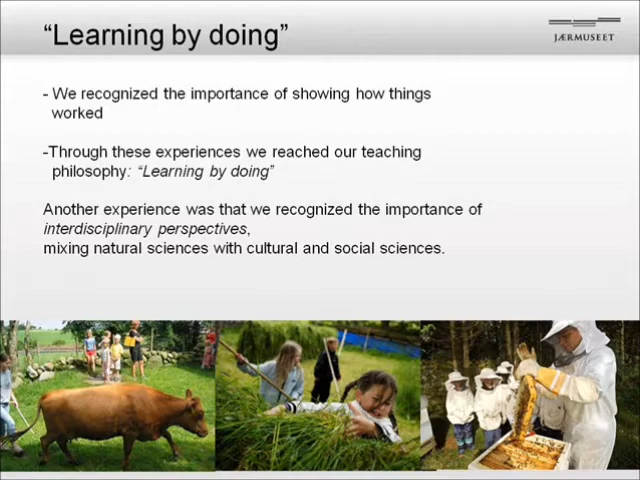 “Learning by doing”
JÆRMUSEET
- We recognized the importance of showing how things
worked
-Through these experiences we reached our teaching
philosophy: “Learning by doing”
Another experience was that we recognized the importance of
interdisciplinary perspectives,
mixing natural sciences with cultural and social sciences.